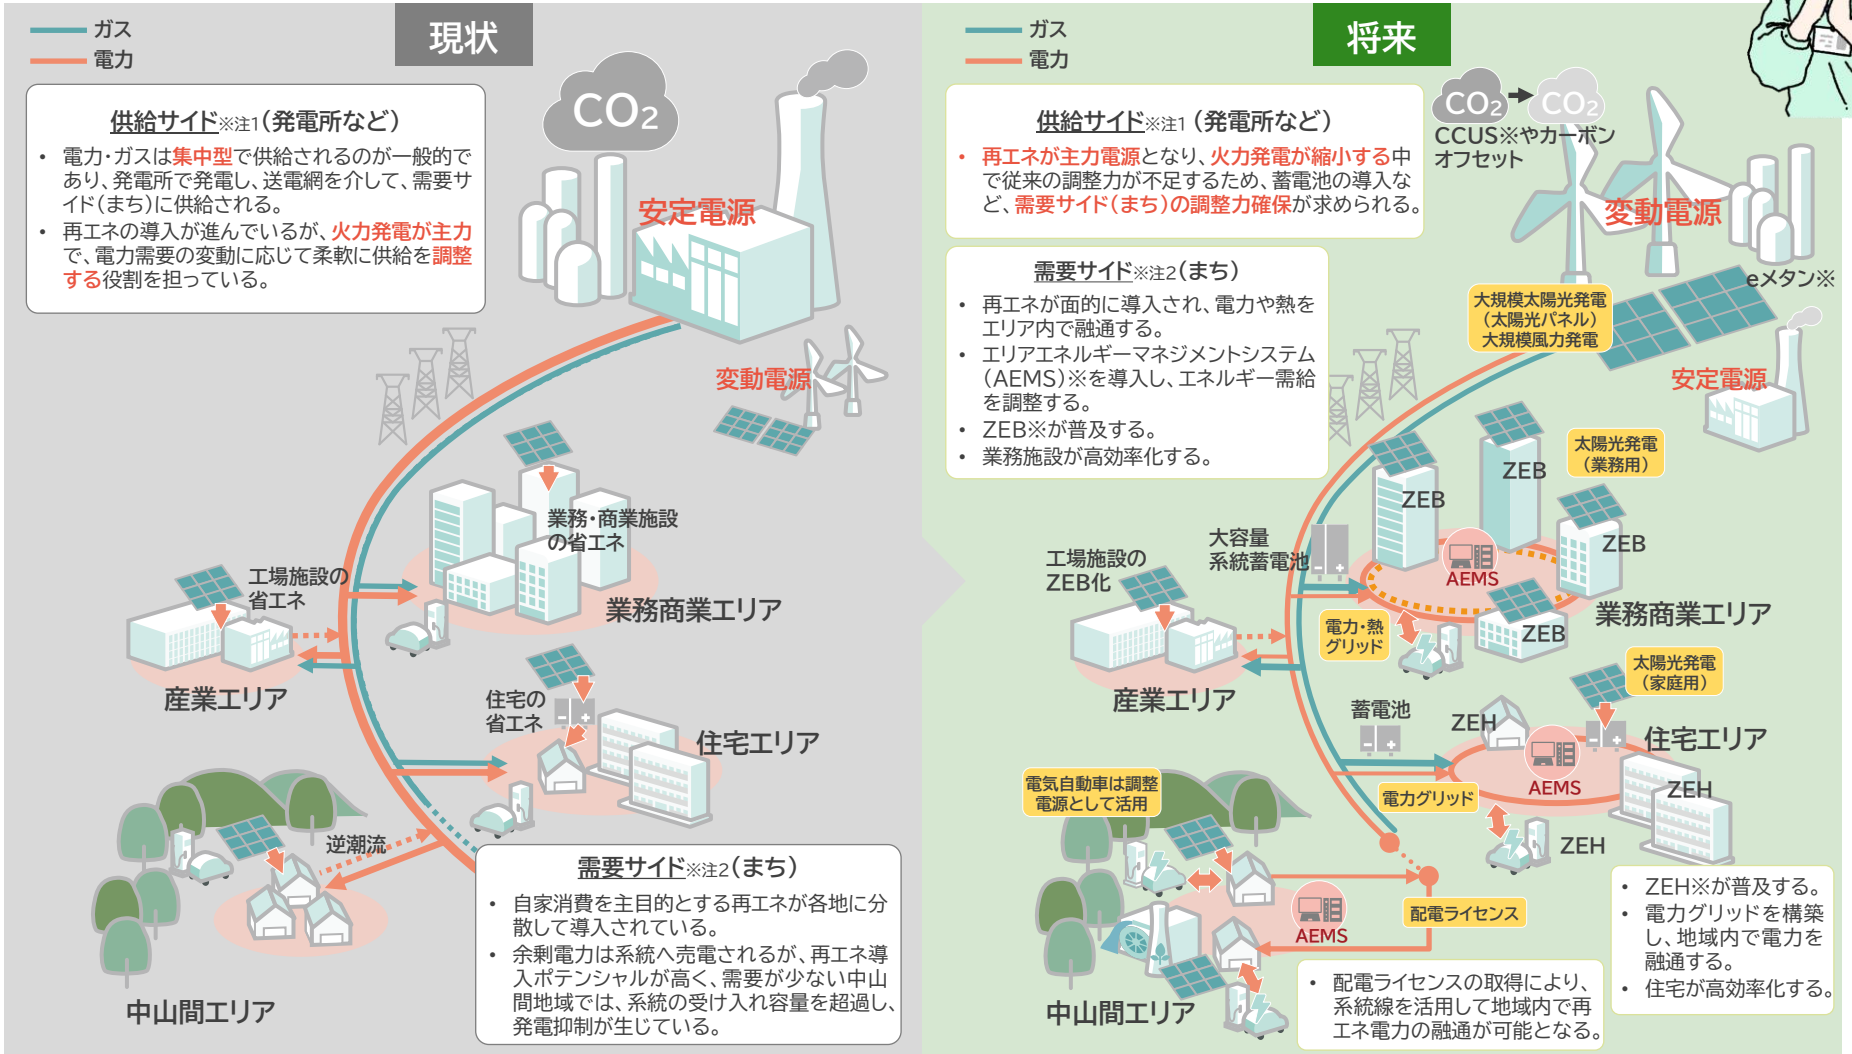 ガス
電力
現状
供給サイド※注1(発電所など)
• 電力・ガスは集中型で供給されるのが一般的で
あり、発電所で発電し、送電網を介して、需要サ
イド(まち)に供給される。
• 再エネの導入が進んでいるが、火力発電が主力
で、電力需要の変動に応じて柔軟に供給を調整
する役割を担っている。
CO2
安定電源
変動電源
業務・商業施設
の省エネ
工場施設の
省エネ
業務商業エリア
産業エリア
住宅の
省エネ
住宅エリア
逆潮流
中山間エリア
需要サイド※注2(まち)
• 自家消費を主目的とする再エネが各地に分
散して導入されている。
• 余剰電力は系統へ売電されるが、再エネ導
入ポテンシャルが高く、需要が少ない中山
間地域では、系統の受け入れ容量を超過し、
発電抑制が生じている。
ガス
電力
将来
供給サイド※注1(発電所など)
• 再エネが主力電源となり、火力発電が縮小する中
で従来の調整力が不足するため、蓄電池の導入な
ど、需要サイド(まち)の調整力確保が求められる。
CO2
CO2
CCUS※やカーボン
オフセット
変動電源
eメタン※
需要サイド※注2(まち)
• 再エネが面的に導入され、電力や熱を
エリア内で融通する。
• エリアエネルギーマネジメントシステム
(AEMS)※を導入し、エネルギー需給
を調整する。
• ZEB※が普及する。
• 業務施設が高効率化する。
大規模太陽光発電
(太陽光パネル)
大規模風力発電
安定電源
太陽光発電
(業務用)
ZEB
ZEB
ZEB
ZEB
AEMS
大容量
系統蓄電池
工場施設の
ZEB化
業務商業エリア
電力・熱
グリッド
産業エリア
太陽光発電
(家庭用)
蓄電池
ZEH
住宅エリア
AEMS
ZEH
電力グリッド
ZEH
電気自動車は調整
電源として活用
配電ライセンス
AEMS
中山間エリア
• 配電ライセンスの取得により、
系統線を活用して地域内で再
エネ電力の融通が可能となる。
• ZEH※が普及する。
• 電力グリッドを構築
し、地域内で電力を
融通する。
• 住宅が高効率化する。